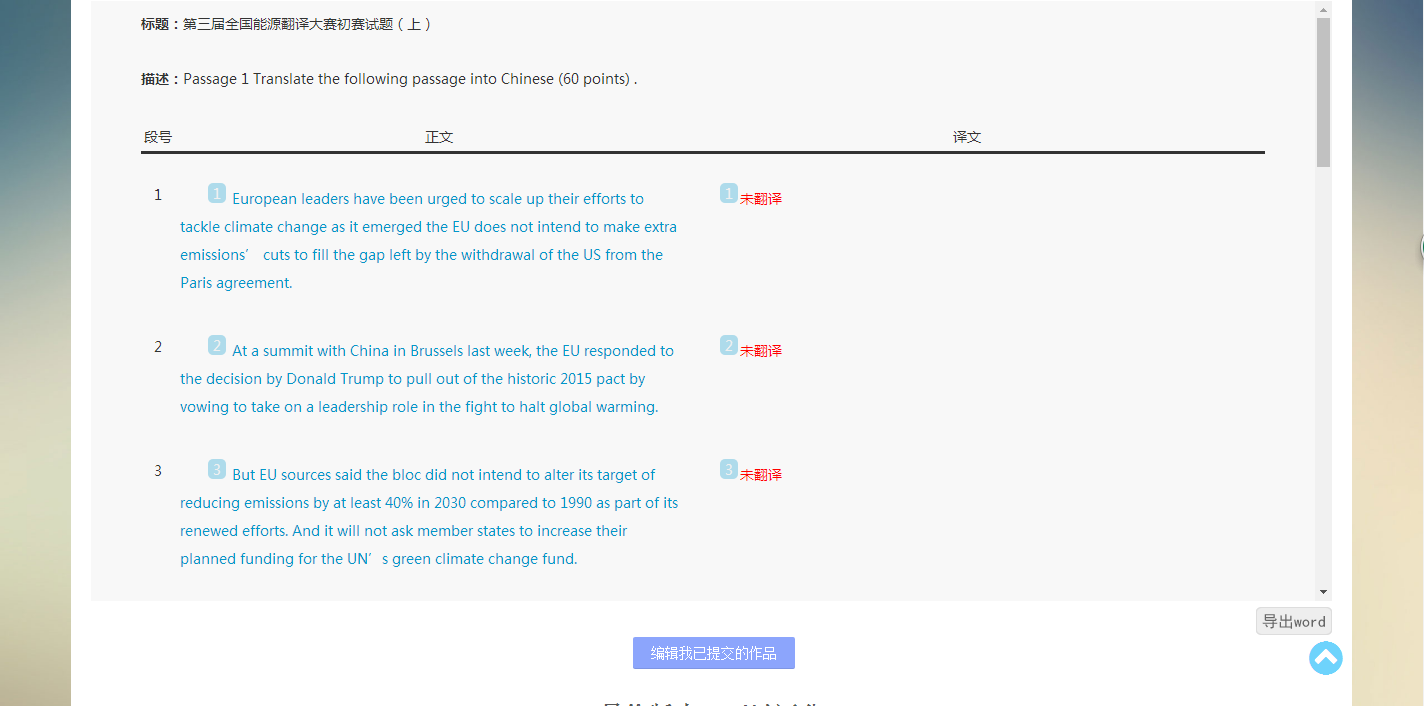 标题：第三届全国能源翻译大赛初赛试题（上）
描述：Passage 1 Translate the following passage into Chinese (60 points) .
段号 正文 译文
1 1 European leaders have been urged to scale up their efforts to 1 未翻译
tackle climate change as it emerged the EU does not intend to make extra
emissions′ cuts to fill the gap left by the withdrawal of the US from the
Paris agreement.
2 2 At a summit with China in Brussels last week, the EU responded to 2 未翻译
the decision by Donald Trump to pull out of the historic 2015 pact by
vowing to take on a leadership role in the fight to halt global warming.
3 3 But EU sources said the bloc did not intend to alter its target of 3 未翻译
reducing emissions by at least 40% in 2030 compared to 1990 as part of its
renewed efforts. And it will not ask member states to increase their
planned funding for the UN′ s green climate change fund.
导出word
编辑我已提交的作品